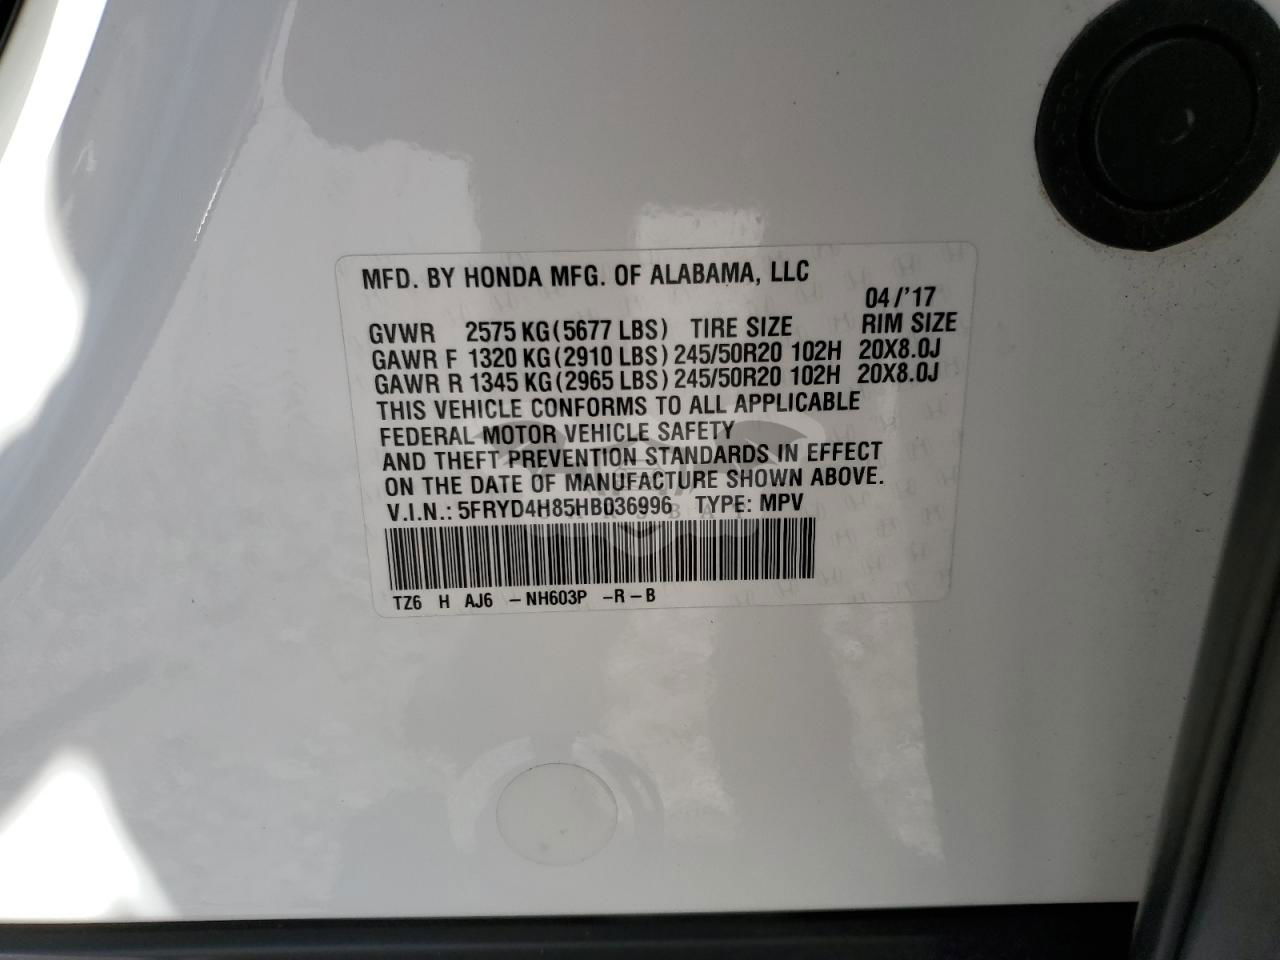 MFD. BY HONDA MFG. OF ALABAMA, LLC
04/'17
GVWR 2575 KG (5677 LBS) TIRE SIZE RIM SIZE
GAWR F 1320 KG (2910 LBS) 245/50R20 102H 20X8.0J
GAWR R 1345 KG (2965 LBS) 245/50R20 102H 20X8.0J
THIS VEHICLE CONFORMS TO ALL APPLICABLE
FEDERAL MOTOR VEHICLE SAFETY
AND THEFT PREVENTION STANDARDS IN EFFECT
ON THE DATE OF MANUFACTURE SHOWN ABOVE.
V.I.N.: 5FRYD4H85HB036996 TYPE: MPV
TZ6 H AJ6 -NH603P -R-B